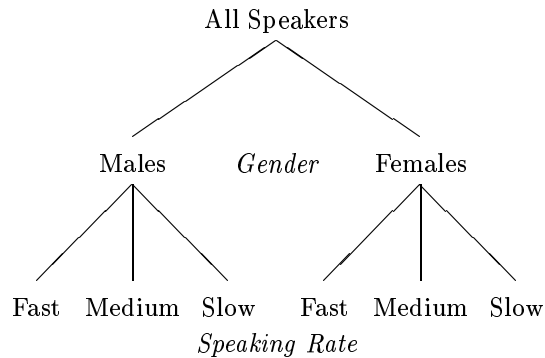 All Speakers
Males Gender Females
Fast Medium Slow Fast Medium Slow
Speaking Rate